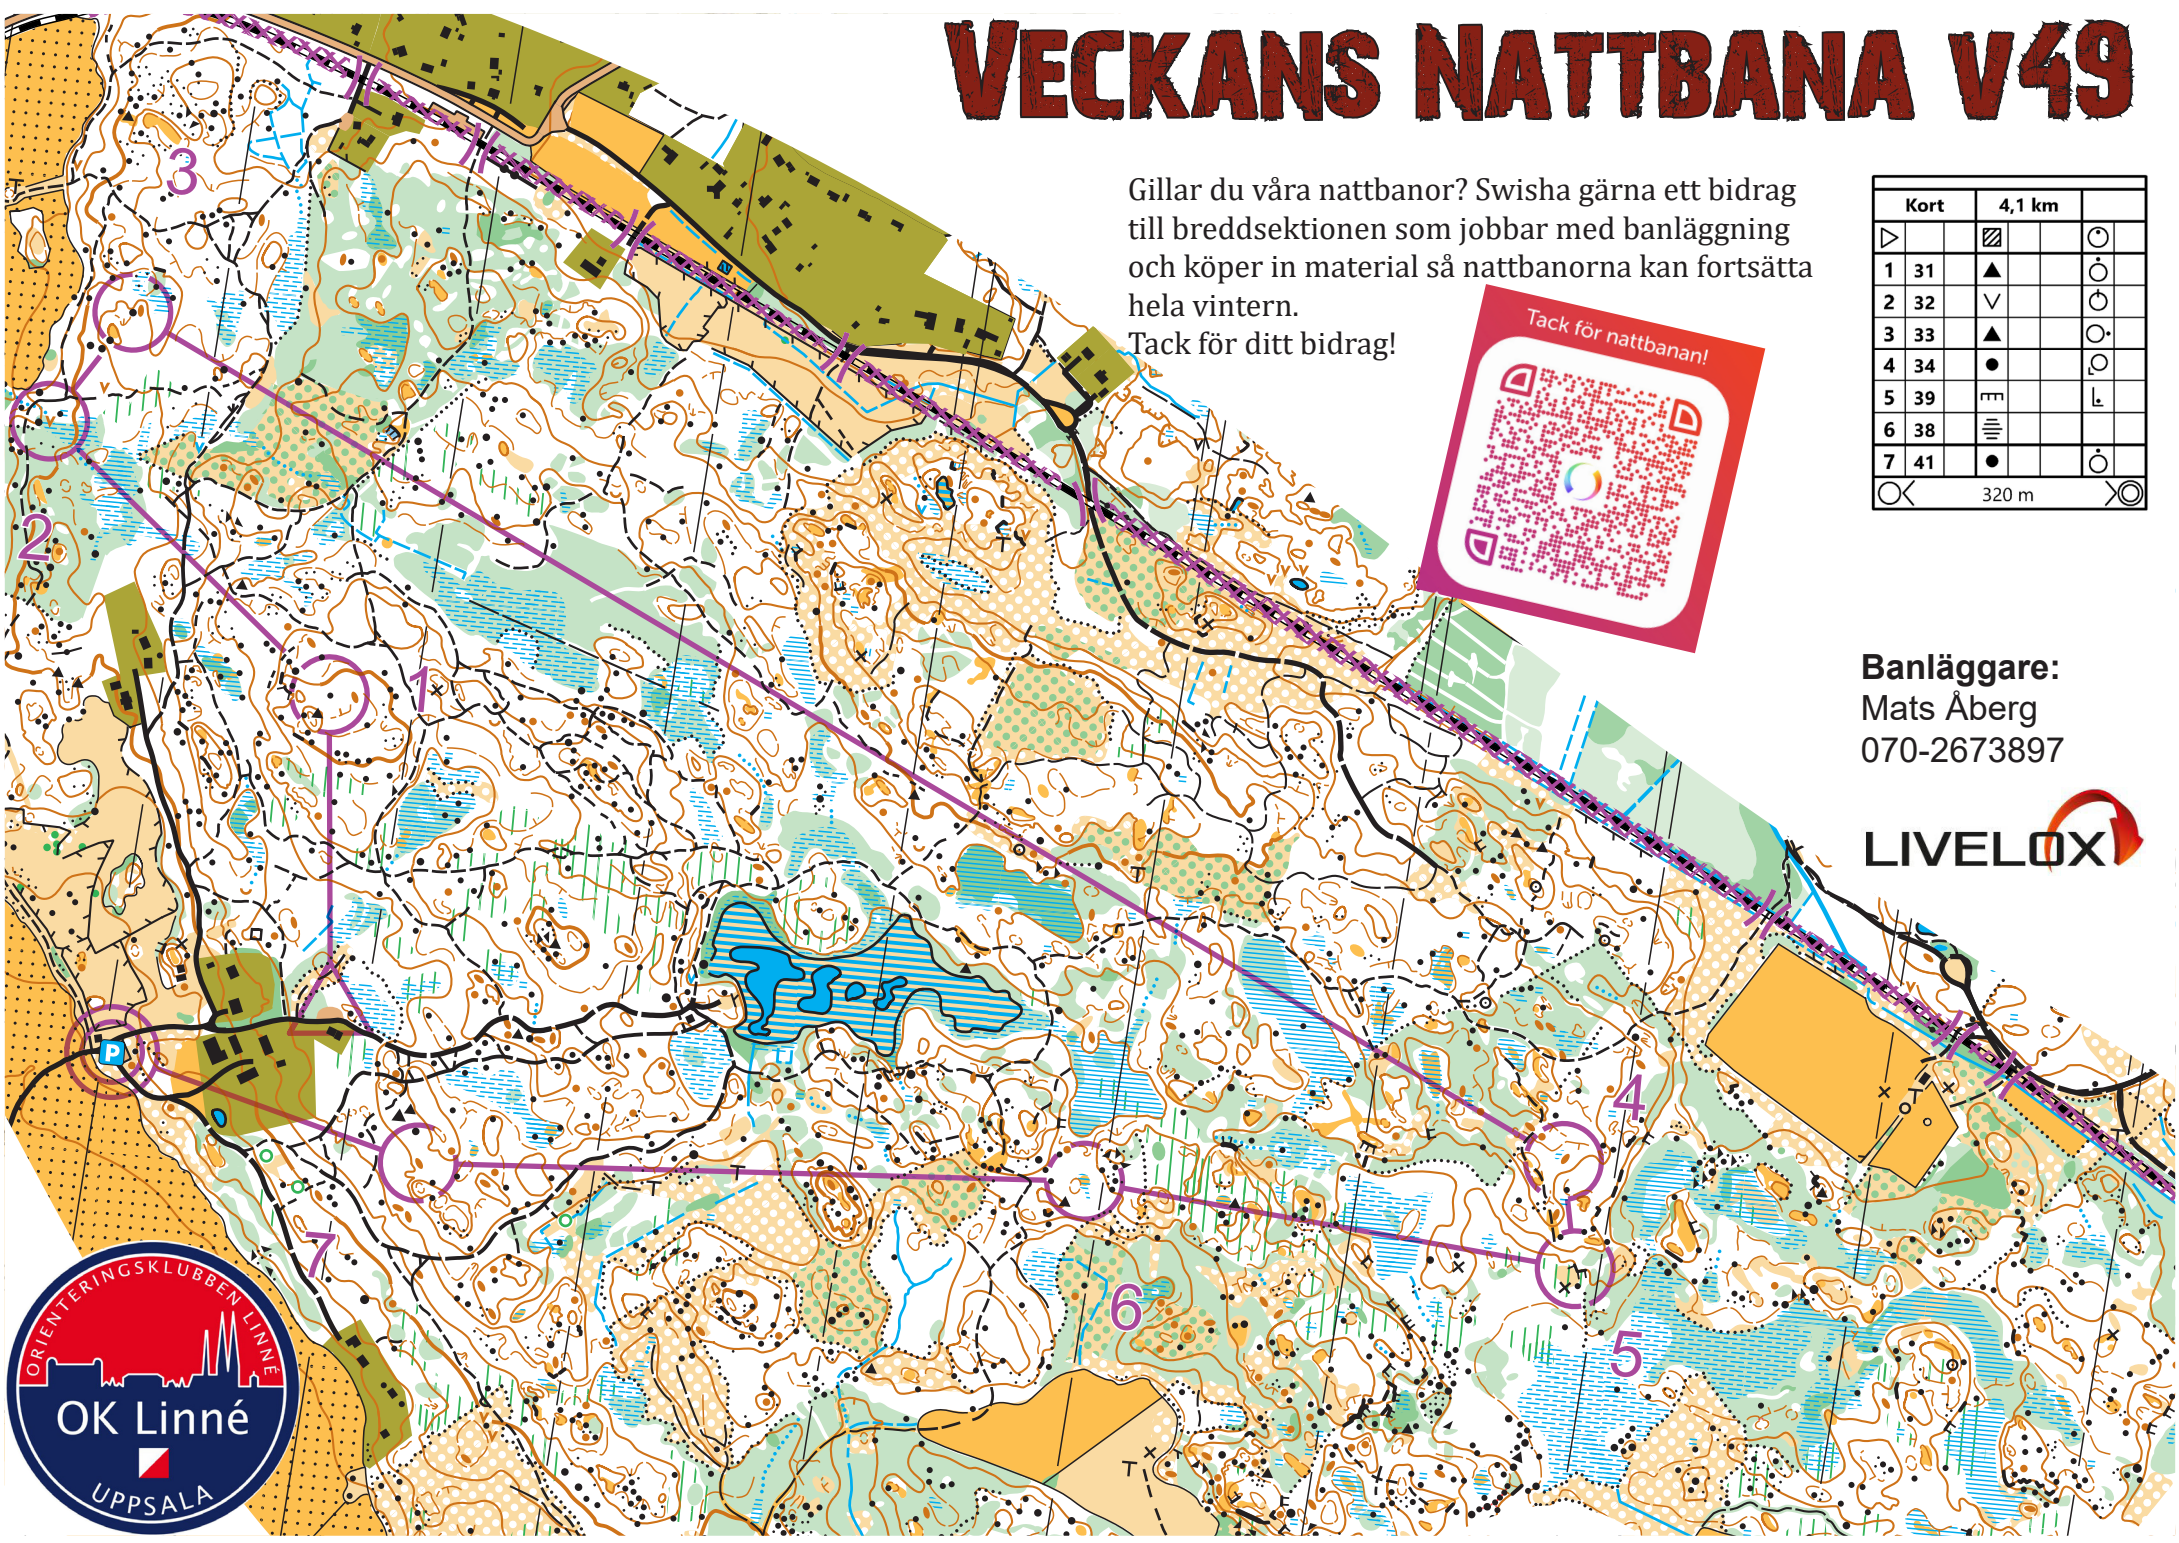 VECKANS NATTBANA V49
Gillar du våra nattbanor? Swisha gärna ett bidrag
till breddsektionen som jobbar med banläggning
och köper in material så nattbanorna kan fortsätta
hela vintern.
Tack för ditt bidrag!
Tack för nattbanan!
Kort 4,1 km
1 31
2 32
3 33
4 34
5 39
6 38
7 41
320 m
Banläggare:
Mats Åberg
070-2673897
LIVELOX
3
2
1
4
5
6
7
P
ORIENTERINGSKLUBBEN LINNÉ
OK Linné
UPPSALA